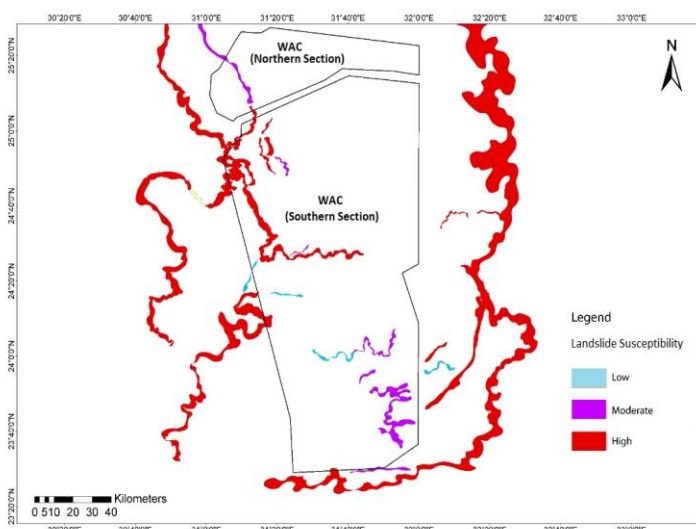 30°20'0"E 30°40'0"E 31°0'0"E 31°20'0"E 31°40'0"E 32°0'0"E 32°20'0"E 32°40'0"E 33°0'0"E
25°20'0"N
25°0'0"N
24°40'0"N
24°20'0"N
24°0'0"N
23°40'0"N
23°20'0"N
WAC
(Northern Section)
N
WAC
(Southern Section)
Legend
Landslide Susceptibility
Low
Moderate
High
Kilometers
0 5 10 20 30 40